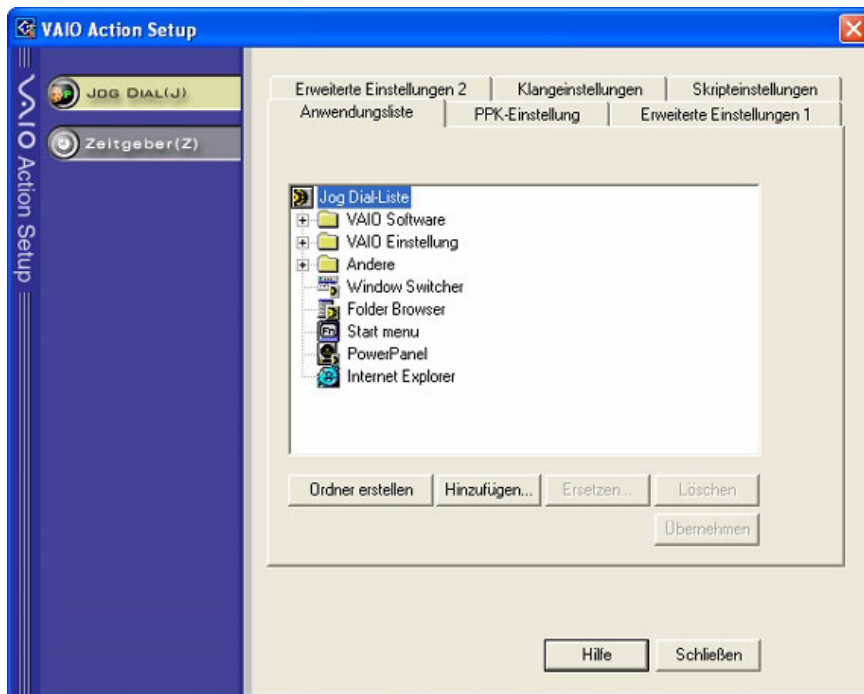 VAIO Action Setup
VAIO Action Setup
JOG DIAL(J)
Zeitgeber(Z)
Erweiterte Einstellungen 2
Klangeinstellungen
Skripteinstellungen
Anwendungsliste
PPK-Einstellung
Erweiterte Einstellungen 1
Jog Dial-Liste
VAIO Software
VAIO Einstellung
Andere
Window Switcher
Folder Browser
Fn Start menu
PowerPanel
Internet Explorer
Ordner erstellen
Hinzufügen...
Ersetzen...
Löschen
Übernehmen
Hilfe
Schließen